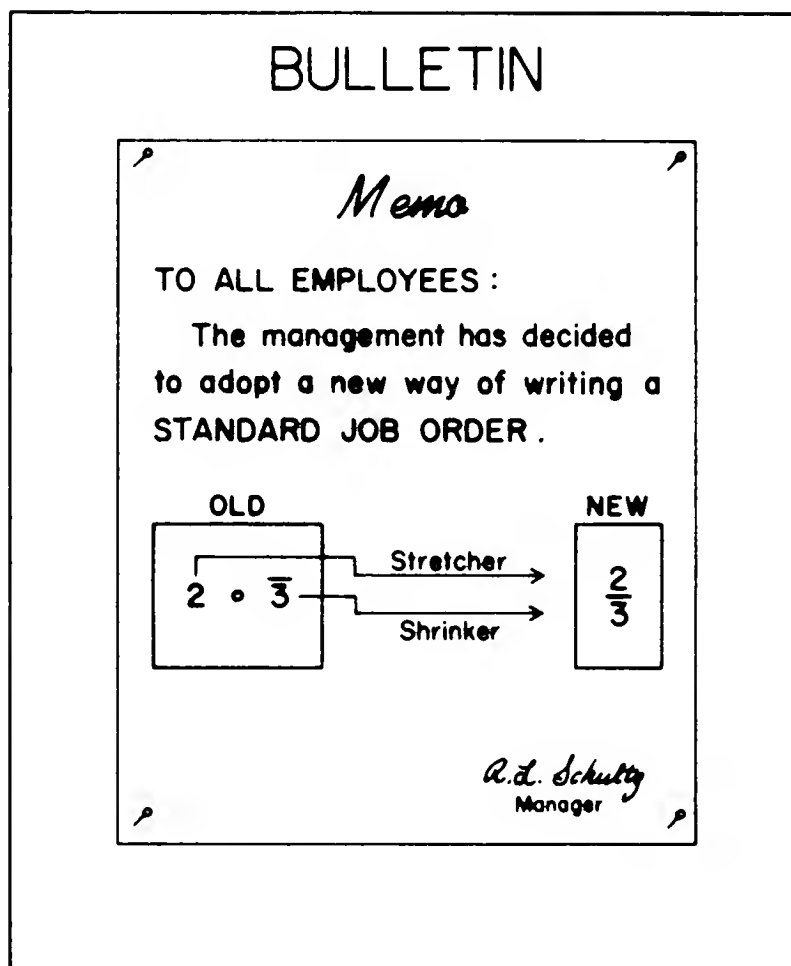 BULLETIN
Memo
TO ALL EMPLOYEES :
The management has decided
to adopt a new way of writing a
STANDARD JOB ORDER .
OLD
NEW
Stretcher
2 ∘ 3̅
2
3
Shrinker
A.L. Schultz
Manager